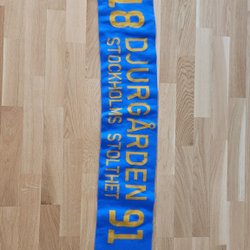 18 DJURGÅRDEN 91
STOCKHOLMS STOLTHET